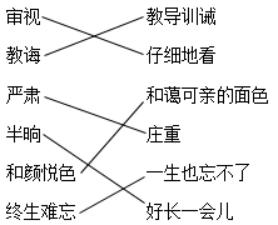 审视 教导训诫
教诲 仔细地看
严肃 和蔼可亲的面色
半晌 庄重
和颜悦色 一生也忘不了
终生难忘 好长一会儿